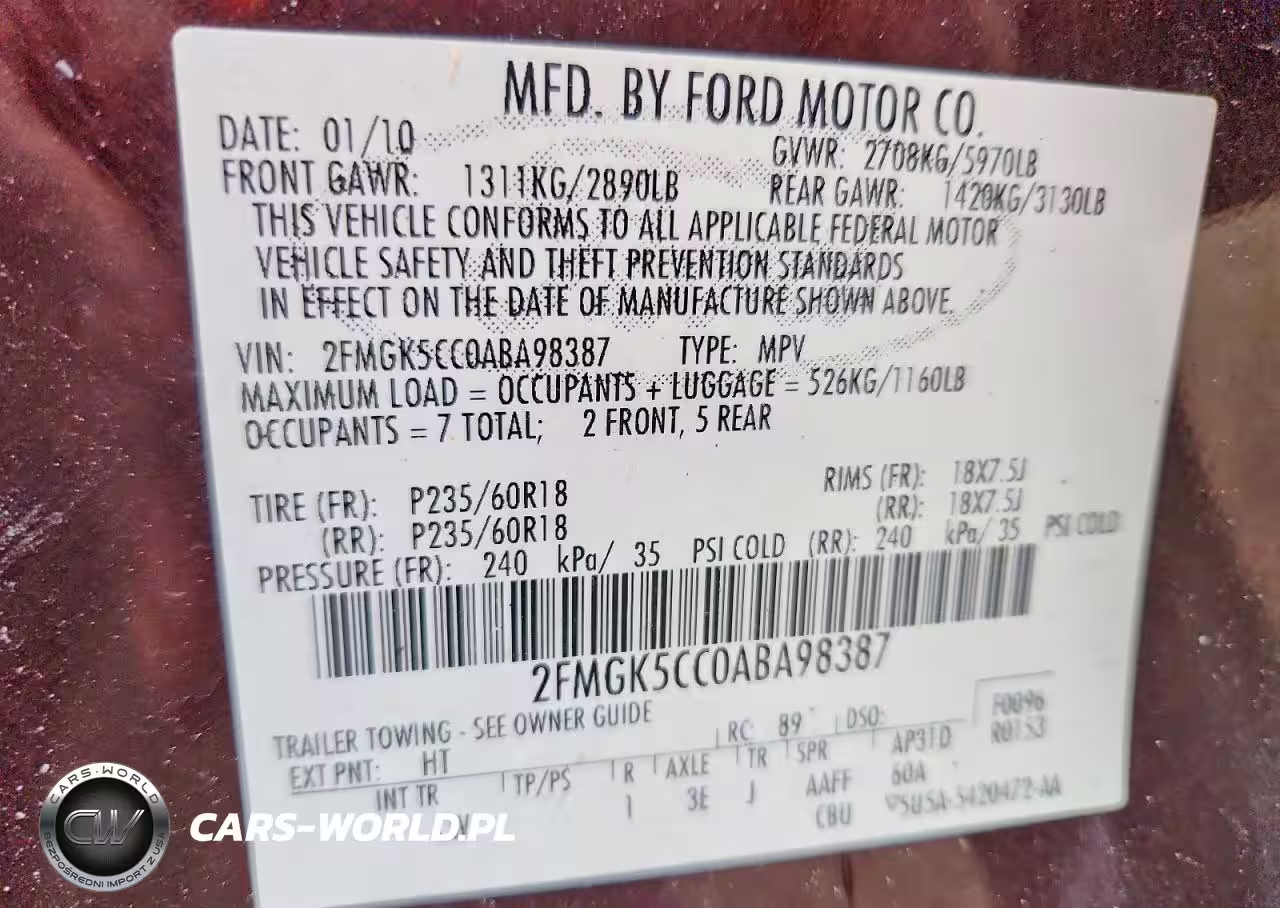 MFD. BY FORD MOTOR CO.
DATE: 01/10 GVWR: 2708KG/5970LB
FRONT GAWR: 1311KG/2890LB REAR GAWR: 1420KG/3130LB
THIS VEHICLE CONFORMS TO ALL APPLICABLE FEDERAL MOTOR
VEHICLE SAFETY AND THEFT PREVENTION STANDARDS
IN EFFECT ON THE DATE OF MANUFACTURE SHOWN ABOVE.
VIN: 2FMGK5CC0ABA98387 TYPE: MPV
MAXIMUM LOAD = OCCUPANTS + LUGGAGE = 526KG/1160LB
OCCUPANTS = 7 TOTAL; 2 FRONT, 5 REAR
TIRE (FR): P235/60R18 RIMS (FR): 18X7.5J
(RR): P235/60R18 (RR): 18X7.5J
PRESSURE (FR): 240 kPa/ 35 PSI COLD (RR): 240 kPa/ 35 PSI COLD
2FMGK5CC0ABA98387
TRAILER TOWING - SEE OWNER GUIDE
RC: 89 DSO: F0096
EXT PNT: HT AP3TD R0153
INT TR TP/PS R AXLE TR SPR 60A
1 3E J AAFF
CBU
CARS-WORLD
CW
BEZPOŚREDNI IMPORT Z USA
CARS-WORLD.PL